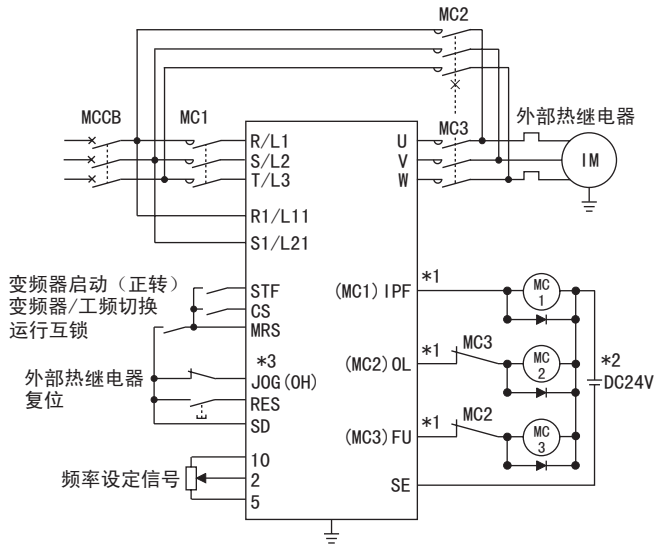 MC2
MCCB
MC1
MC3
外部热继电器
R/L1
S/L2
T/L3
R1/L11
S1/L21
U
V
W
IM
变频器启动（正转）
变频器/工频切换
运行互锁
STF
CS
MRS
*3
外部热继电器
复位
JOG(OH)
RES
SD
频率设定信号
10
2
5
(MC1) IPF
*1
MC
1
(MC2) OL
*1
MC3
MC
2
*2
DC24V
(MC3) FU
*1
MC2
MC
3
SE